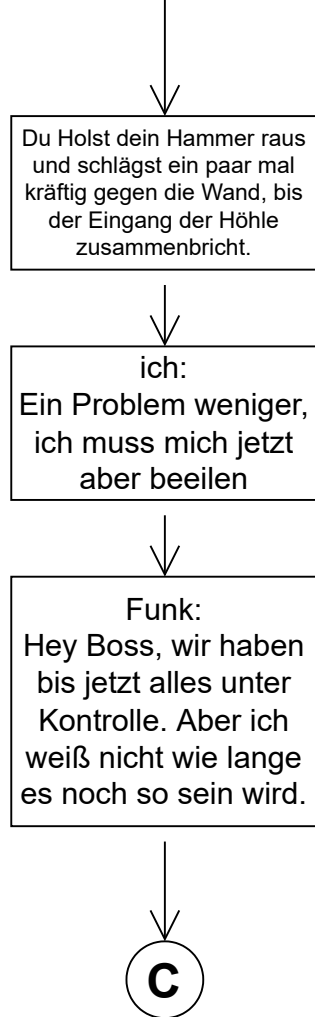 Du Holst dein Hammer raus
und schlägst ein paar mal
kräftig gegen die Wand, bis
der Eingang der Höhle
zusammenbricht.
ich:
Ein Problem weniger,
ich muss mich jetzt
aber beeilen
Funk:
Hey Boss, wir haben
bis jetzt alles unter
Kontrolle. Aber ich
weiß nicht wie lange
es noch so sein wird.
C